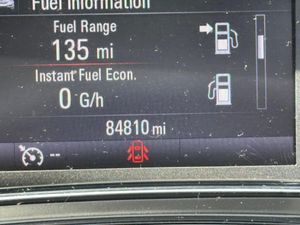 Fuel Information
Fuel Range
135 mi
Instant Fuel Econ.
0 G/h
84810 mi
--